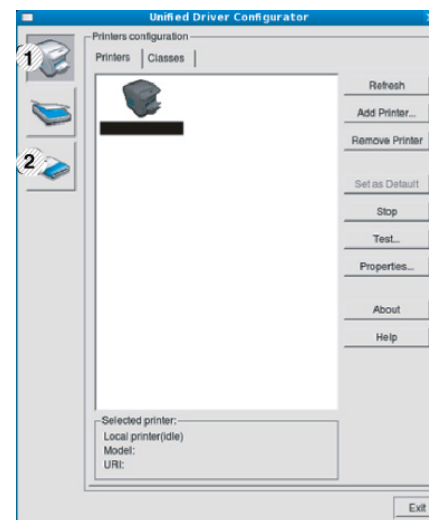 Unified Driver Configurator
Printers configuration
1
Printers
Classes
Refresh
Add Printer...
Remove Printer
2
Set as Default
Stop
Test...
Properties...
About
Help
Selected printer:
Local printer(idle)
Model:
URI:
Exit